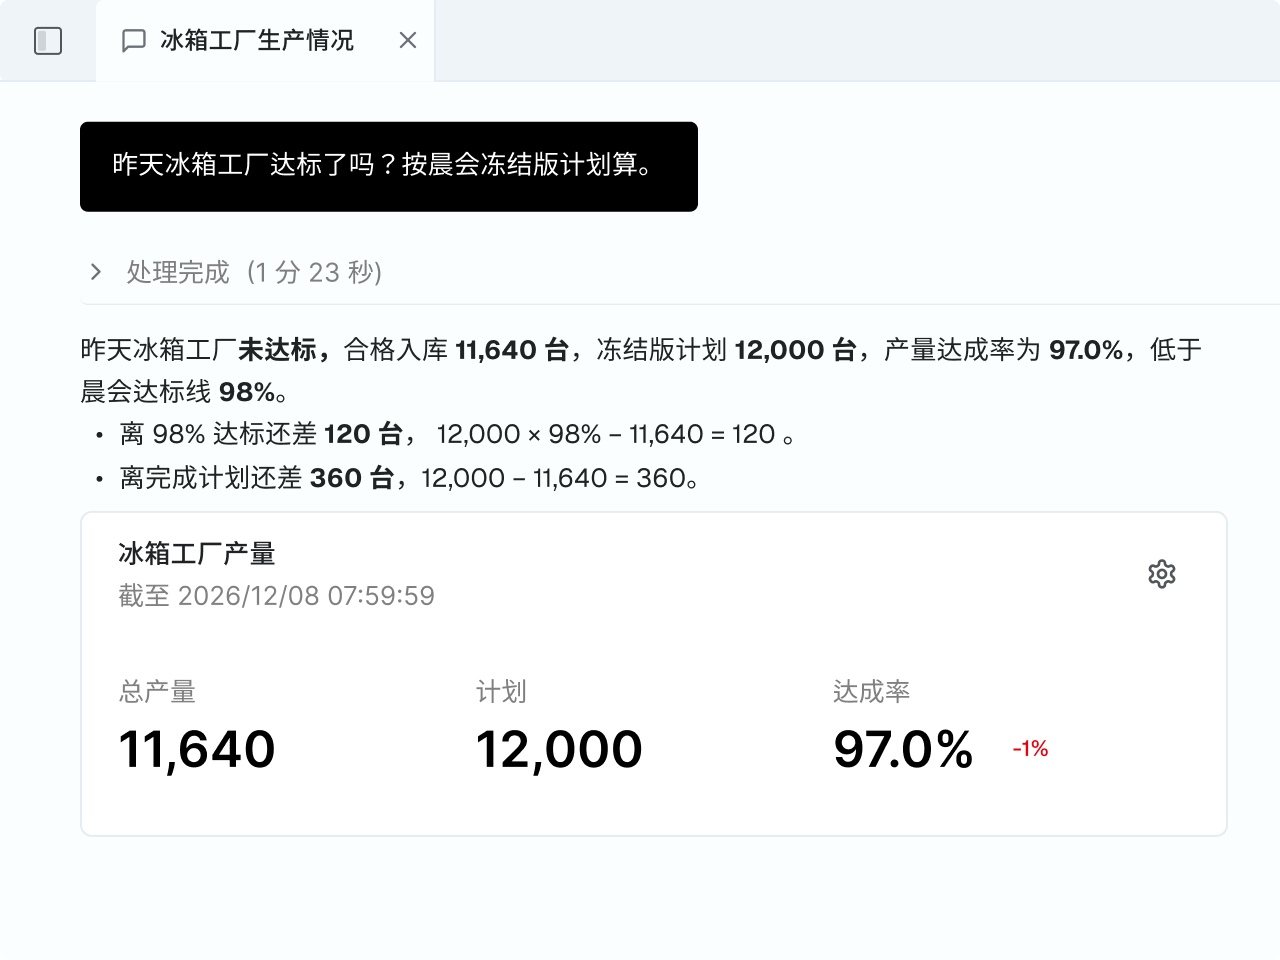 冰箱工厂生产情况
昨天冰箱工厂达标了吗？按晨会冻结版计划算。
处理完成（1 分 23 秒）
昨天冰箱工厂未达标，合格入库 11,640 台，冻结版计划 12,000 台，产量达成率为 97.0%，低于
晨会达标线 98%。
• 离 98% 达标还差 120 台， 12,000 × 98% − 11,640 = 120 。
• 离完成计划还差 360 台，12,000 − 11,640 = 360。
冰箱工厂产量
截至 2026/12/08 07:59:59
总产量 计划 达成率
11,640 12,000 97.0% -1%